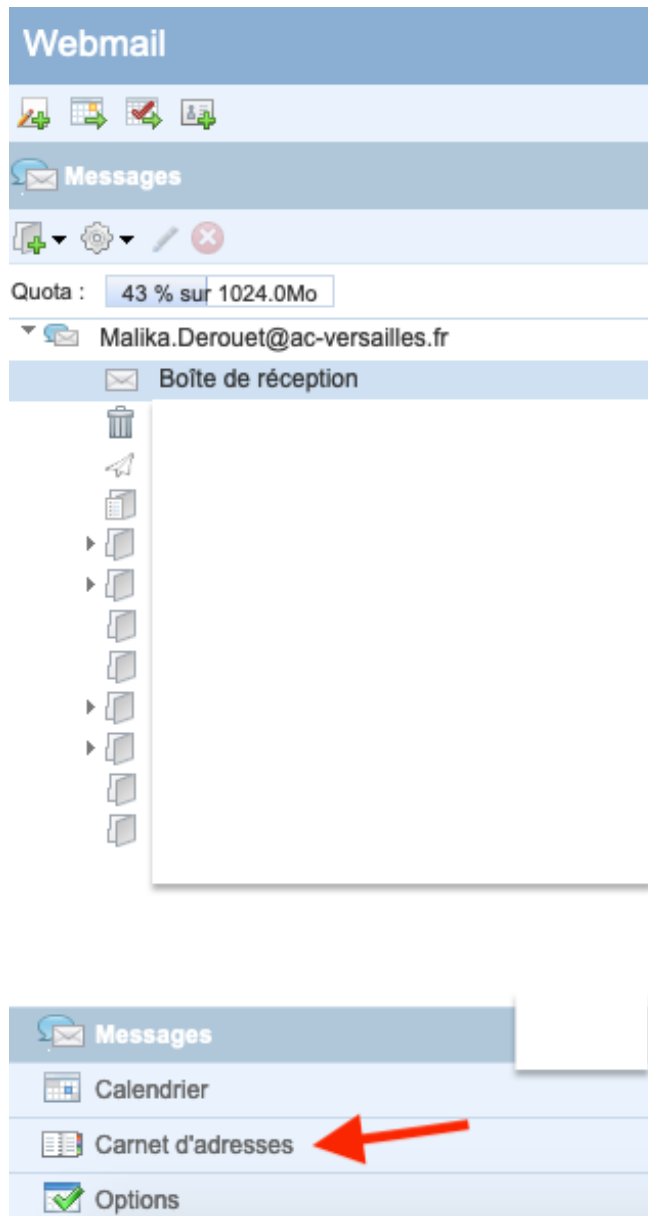 Webmail
Messages
Quota : 43 % sur 1024.0Mo
Malika.Derouet@ac-versailles.fr
Boîte de réception
Messages
Calendrier
Carnet d'adresses
Options